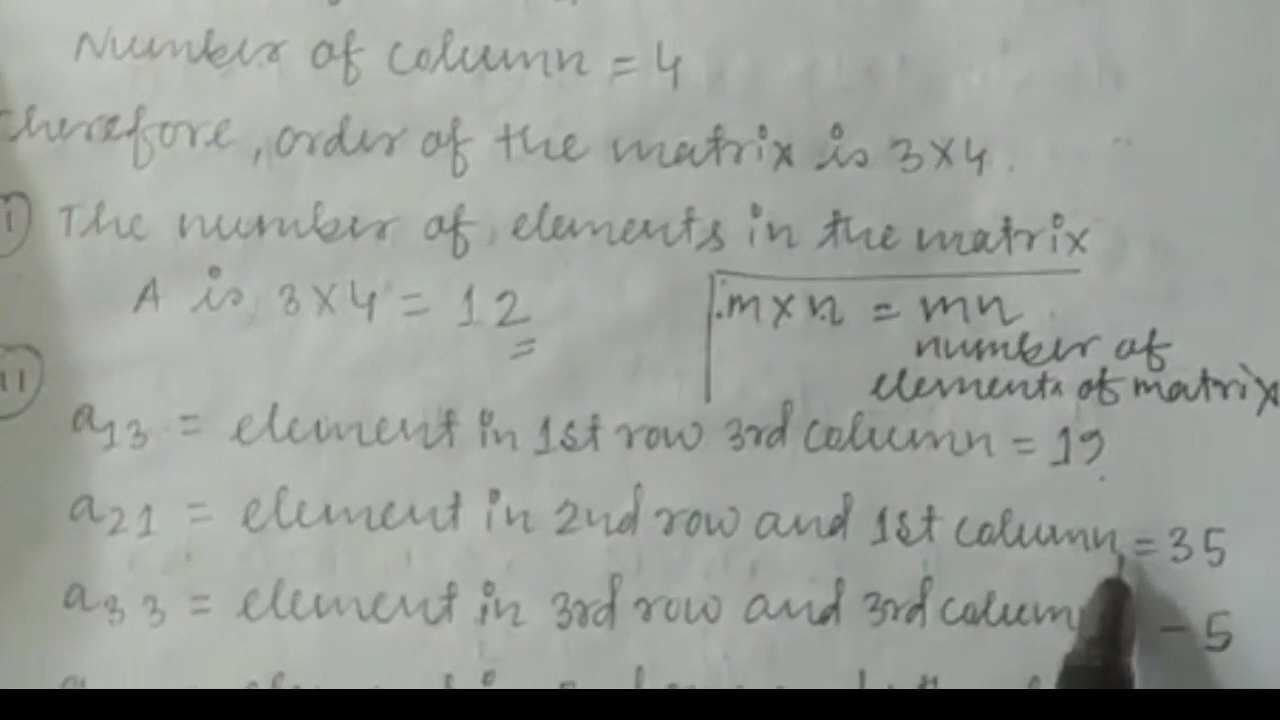 Number of column = 4
therefore, order of the matrix is 3×4.
The number of elements in the matrix
A is 3×4 = 12
m×n = mn
number of
elements of matrix
a13 = element in 1st row 3rd column = 19
a21 = element in 2nd row and 1st column = 35
a33 = element in 3rd row and 3rd colum -5